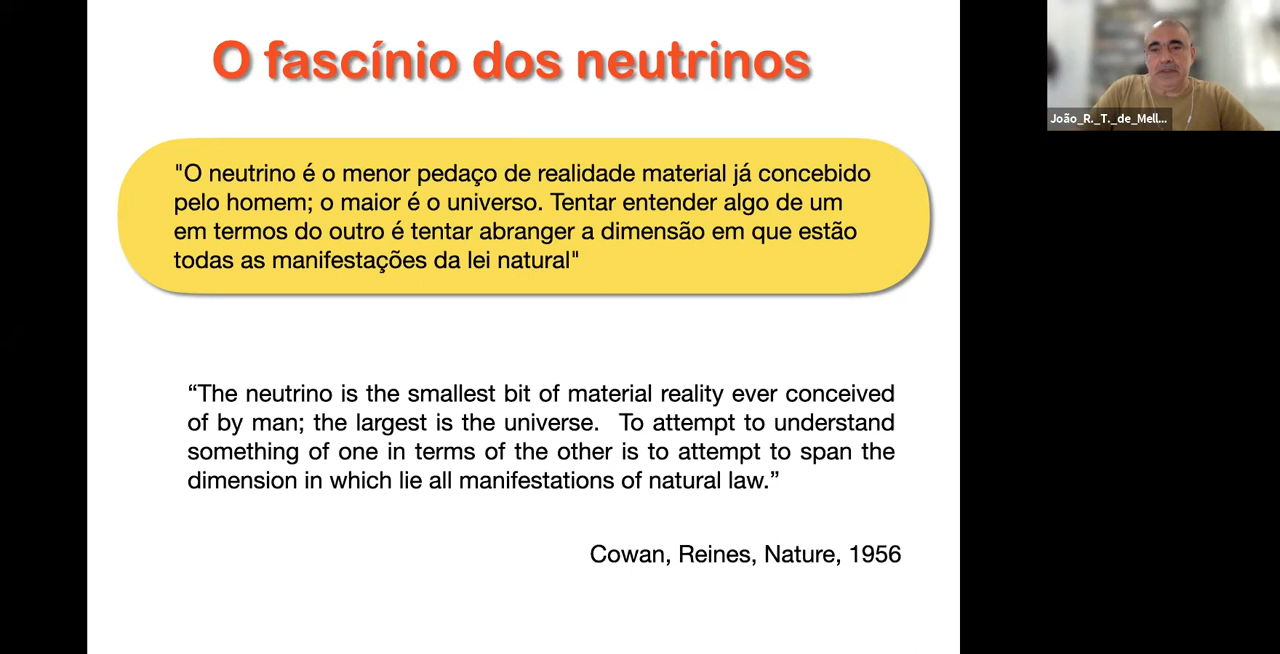 O fascínio dos neutrinos
"O neutrino é o menor pedaço de realidade material já concebido
pelo homem; o maior é o universo. Tentar entender algo de um
em termos do outro é tentar abranger a dimensão em que estão
todas as manifestações da lei natural"
“The neutrino is the smallest bit of material reality ever conceived
of by man; the largest is the universe.  To attempt to understand
something of one in terms of the other is to attempt to span the
dimension in which lie all manifestations of natural law.”
Cowan, Reines, Nature, 1956
João_R._T._de_Mell...